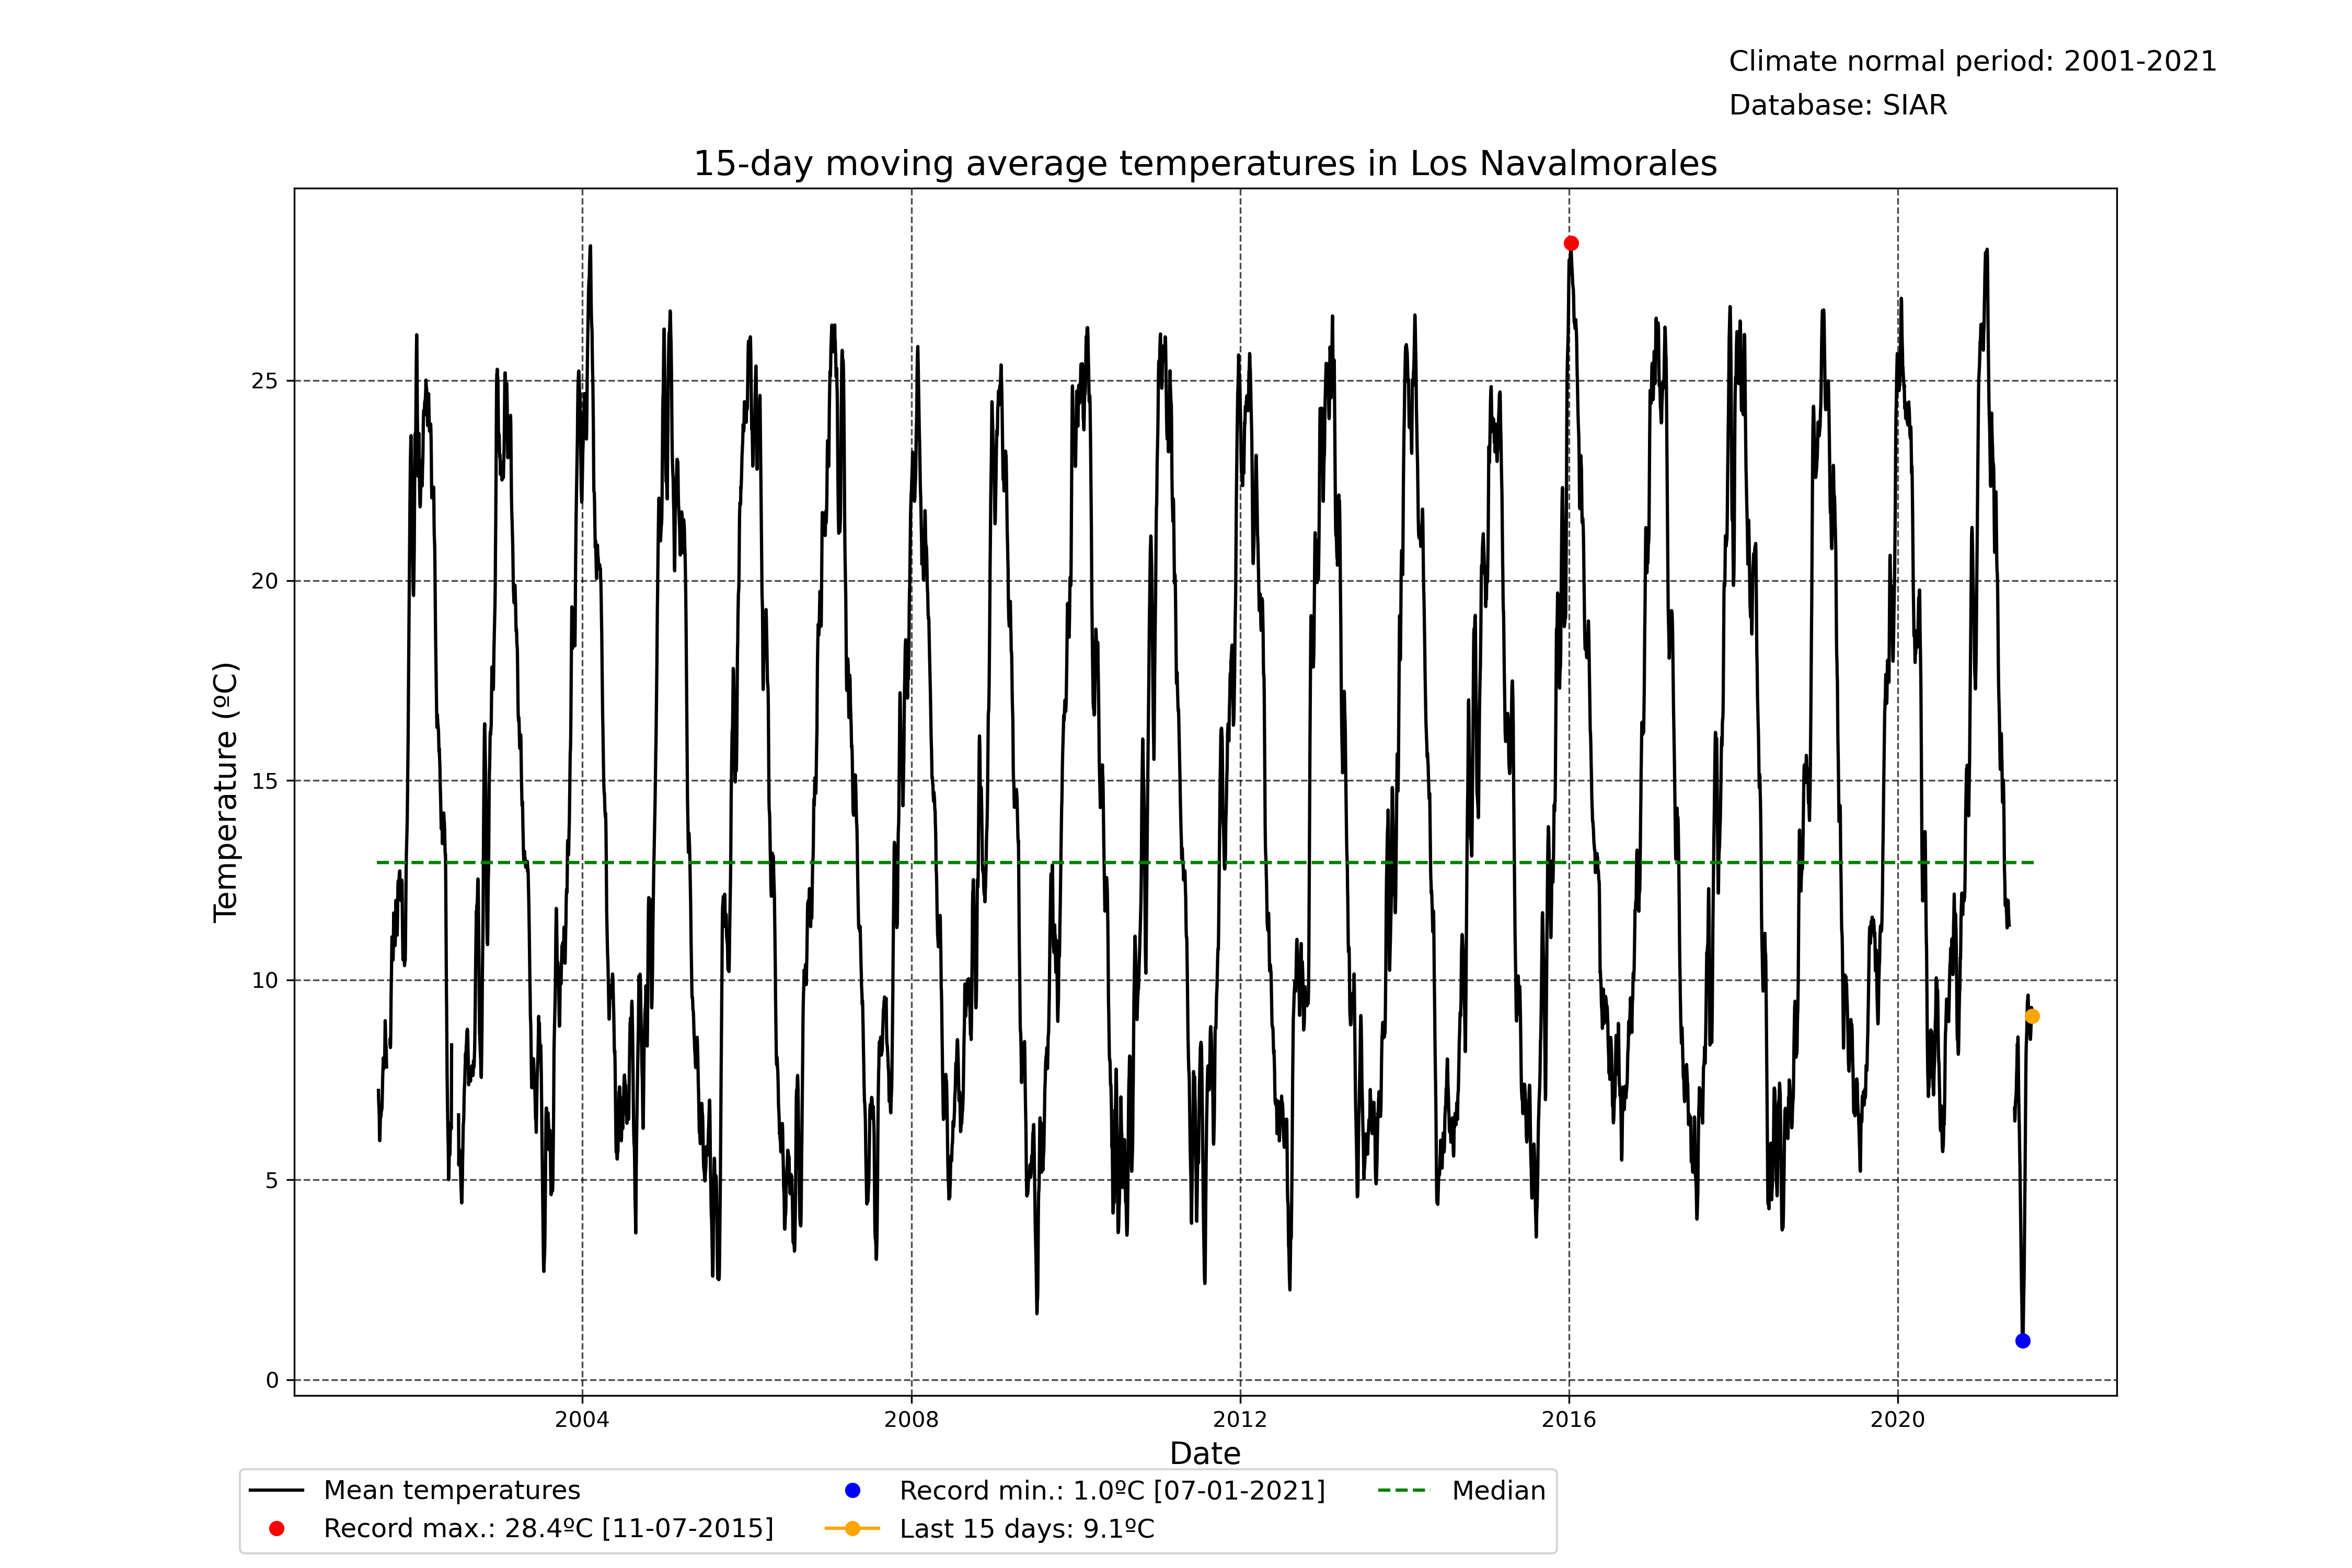 Climate normal period: 2001-2021
Database: SIAR
15-day moving average temperatures in Los Navalmorales
Temperature (ºC)
25
20
15
10
5
0
2004
2008
2012
2016
2020
Date
Mean temperatures
Record max.: 28.4ºC [11-07-2015]
Record min.: 1.0ºC [07-01-2021]
Last 15 days: 9.1ºC
Median